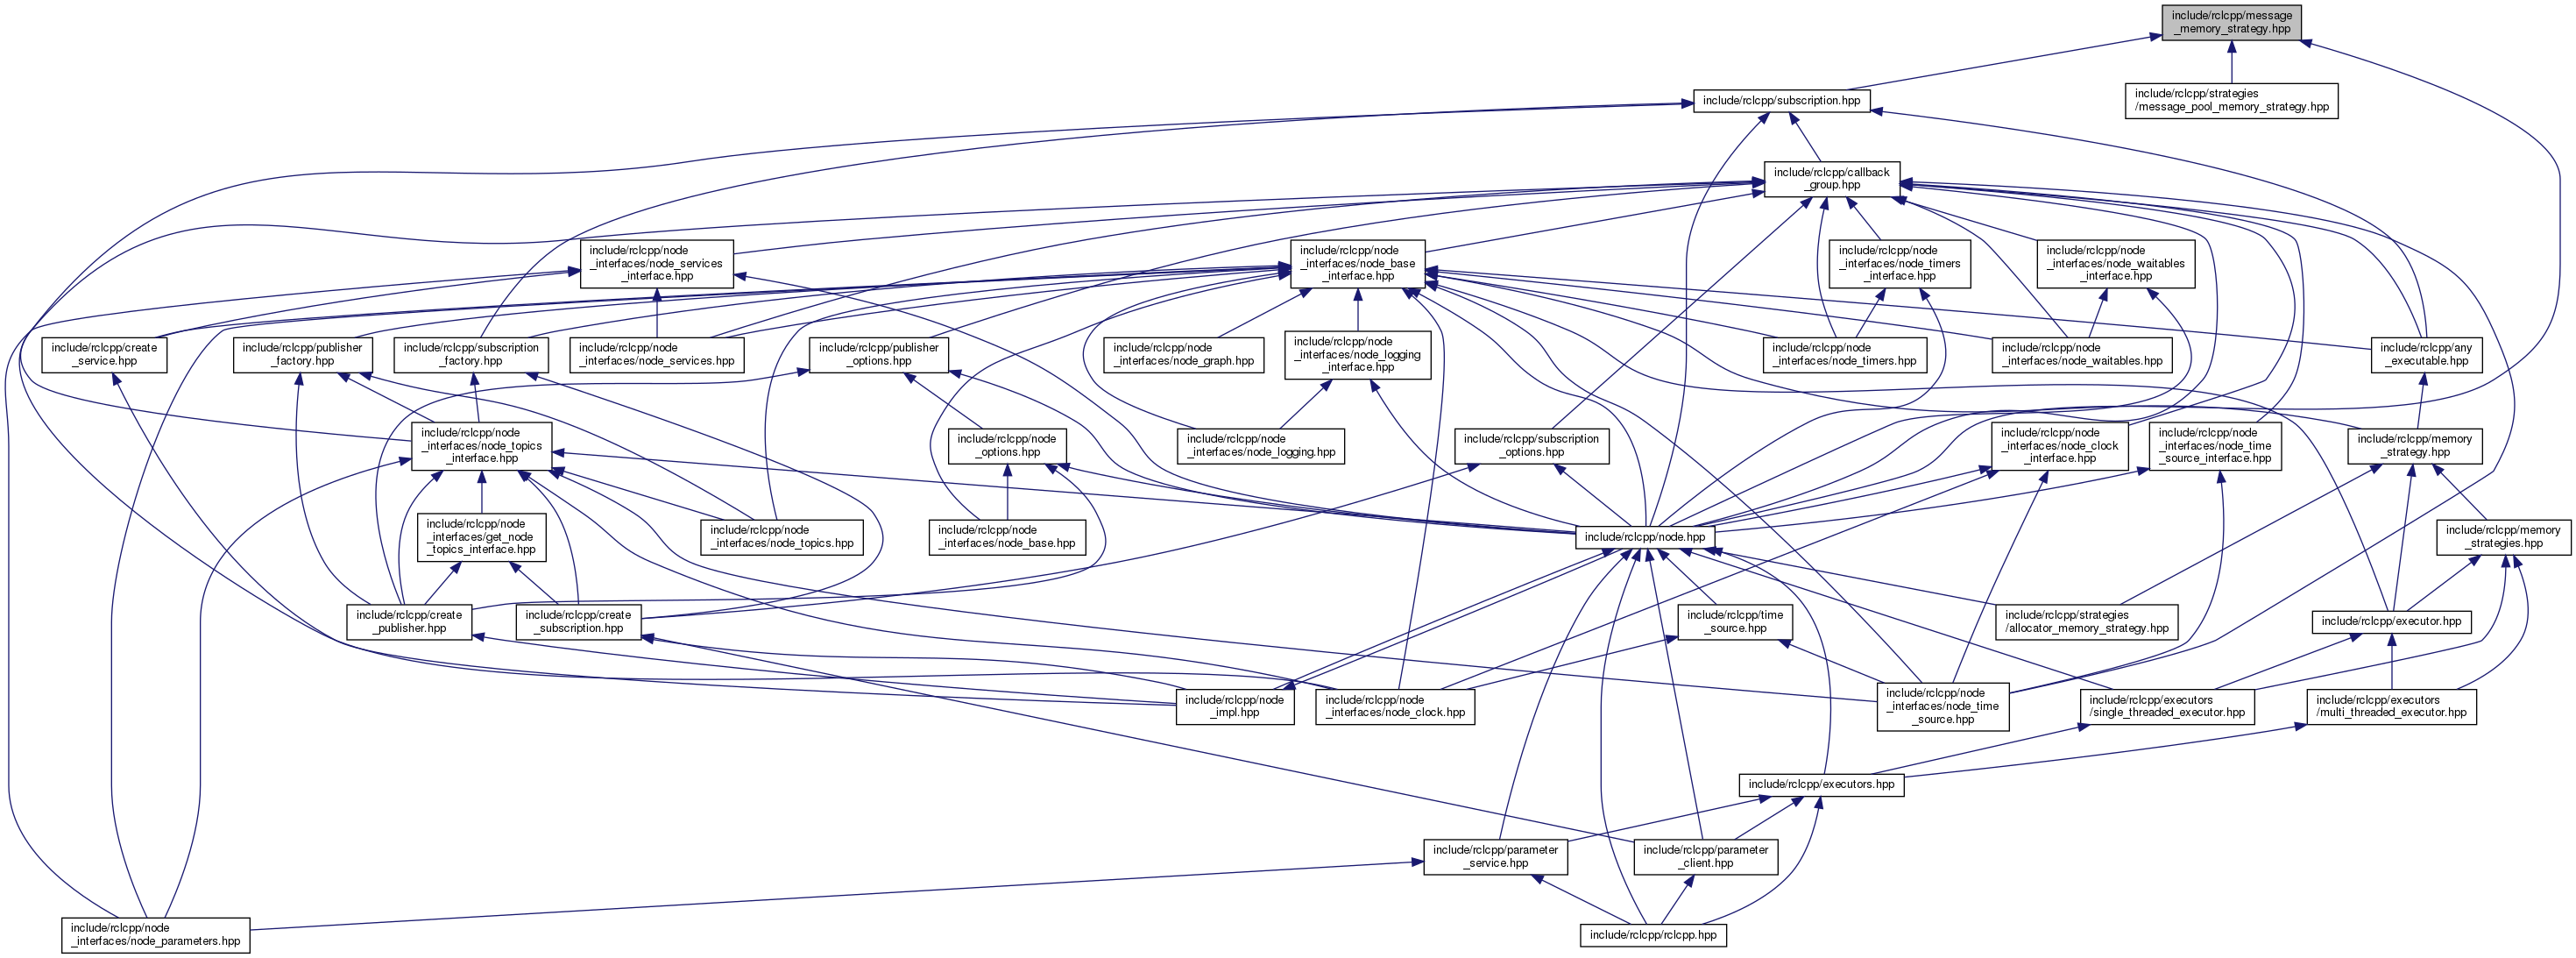 include/rclcpp/message
_memory_strategy.hpp
include/rclcpp/subscription.hpp
include/rclcpp/strategies
/message_pool_memory_strategy.hpp
include/rclcpp/callback
_group.hpp
include/rclcpp/node
_interfaces/node_services
_interface.hpp
include/rclcpp/node
_interfaces/node_base
_interface.hpp
include/rclcpp/node
_interfaces/node_timers
_interface.hpp
include/rclcpp/node
_interfaces/node_waitables
_interface.hpp
include/rclcpp/create
_service.hpp
include/rclcpp/publisher
_factory.hpp
include/rclcpp/subscription
_factory.hpp
include/rclcpp/node
_interfaces/node_services.hpp
include/rclcpp/publisher
_options.hpp
include/rclcpp/node
_interfaces/node_graph.hpp
include/rclcpp/node
_interfaces/node_logging
_interface.hpp
include/rclcpp/node
_interfaces/node_timers.hpp
include/rclcpp/node
_interfaces/node_waitables.hpp
include/rclcpp/any
_executable.hpp
include/rclcpp/node
_interfaces/node_topics
_interface.hpp
include/rclcpp/node
_options.hpp
include/rclcpp/node
_interfaces/node_logging.hpp
include/rclcpp/subscription
_options.hpp
include/rclcpp/node
_interfaces/node_clock
_interface.hpp
include/rclcpp/node
_interfaces/node_time
_source_interface.hpp
include/rclcpp/memory
_strategy.hpp
include/rclcpp/node
_interfaces/get_node
_topics_interface.hpp
include/rclcpp/node
_interfaces/node_topics.hpp
include/rclcpp/node
_interfaces/node_base.hpp
include/rclcpp/node.hpp
include/rclcpp/memory
_strategies.hpp
include/rclcpp/create
_publisher.hpp
include/rclcpp/create
_subscription.hpp
include/rclcpp/time
_source.hpp
include/rclcpp/strategies
/allocator_memory_strategy.hpp
include/rclcpp/executor.hpp
include/rclcpp/node
_impl.hpp
include/rclcpp/node
_interfaces/node_clock.hpp
include/rclcpp/node
_interfaces/node_time
_source.hpp
include/rclcpp/executors
/single_threaded_executor.hpp
include/rclcpp/executors
/multi_threaded_executor.hpp
include/rclcpp/executors.hpp
include/rclcpp/parameter
_service.hpp
include/rclcpp/parameter
_client.hpp
include/rclcpp/node
_interfaces/node_parameters.hpp
include/rclcpp/rclcpp.hpp